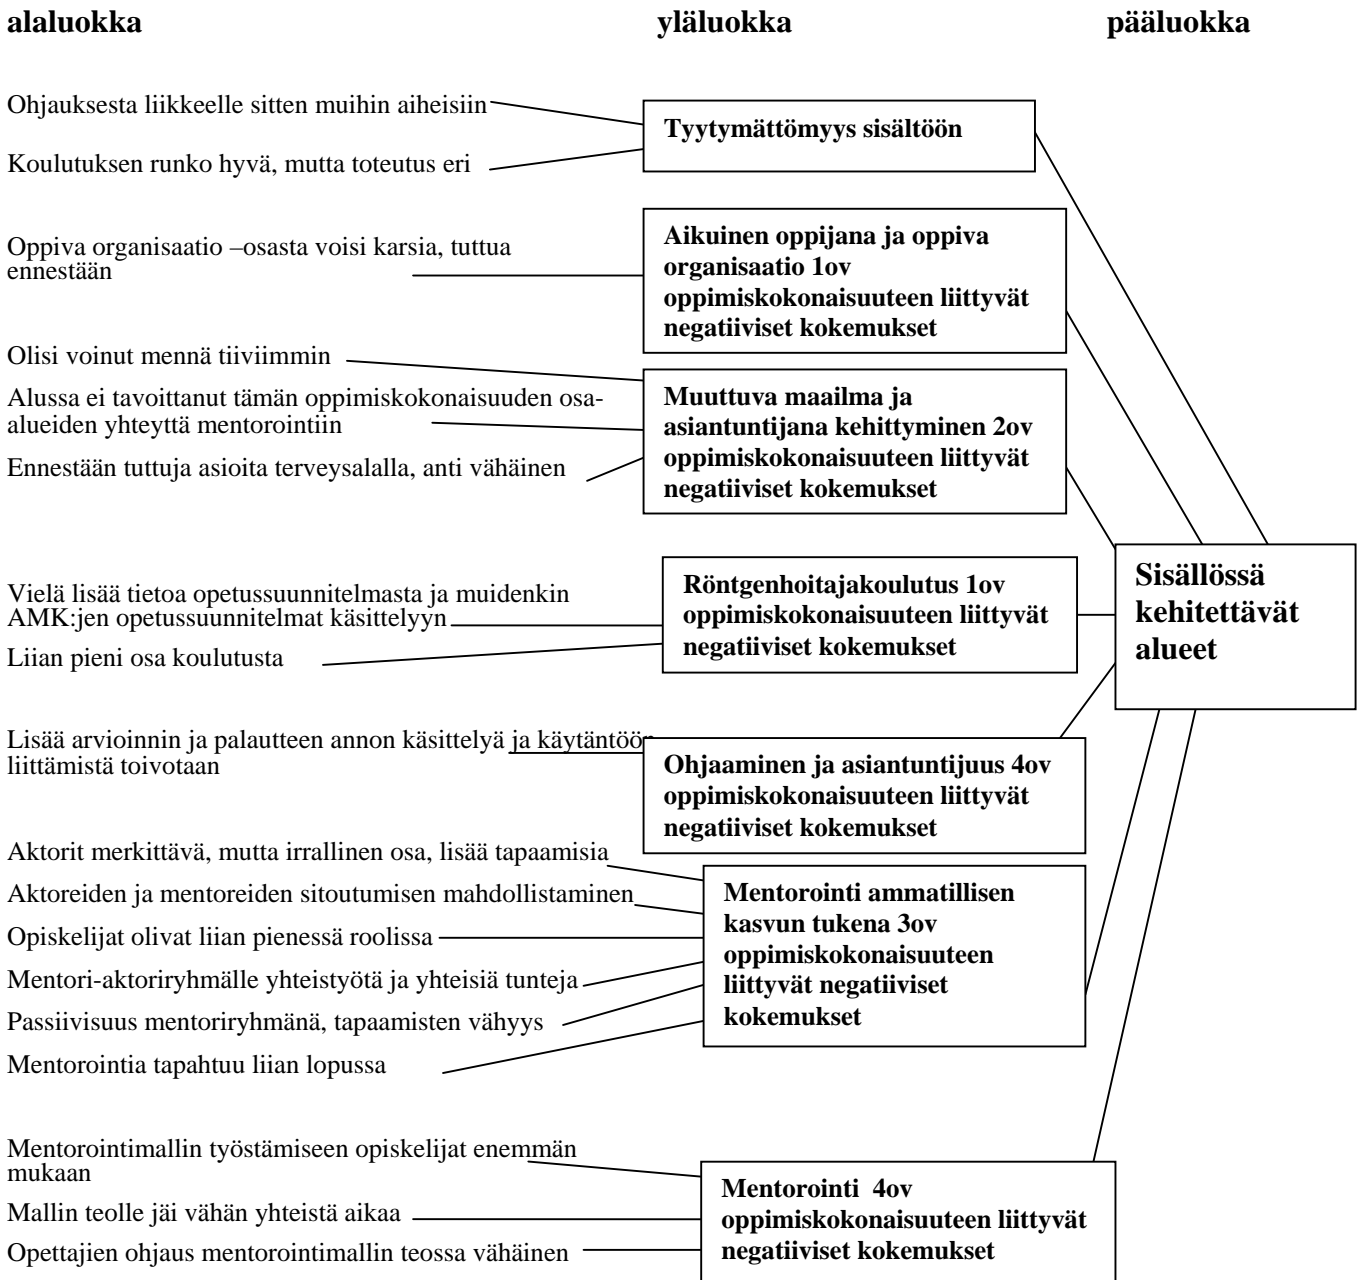 alaluokka yläluokka pääluokka
Ohjauksesta liikkeelle sitten muihin aiheisiin
Koulutuksen runko hyvä, mutta toteutus eri
Tyytymättömyys sisältöön
Oppiva organisaatio –osasta voisi karsia, tuttua
ennestään
Aikuinen oppijana ja oppiva
organisaatio 1ov
oppimiskokonaisuuteen liittyvät
negatiiviset kokemukset
Olisi voinut mennä tiiviimmin
Alussa ei tavoittanut tämän oppimiskokonaisuuden osa-
alueiden yhteyttä mentorointiin
Ennestään tuttuja asioita terveysalalla, anti vähäinen
Muuttuva maailma ja
asiantuntijana kehittyminen 2ov
oppimiskokonaisuuteen liittyvät
negatiiviset kokemukset
Vielä lisää tietoa opetussuunnitelmasta ja muidenkin
AMK:jen opetussuunnitelmat käsittelyyn
Liian pieni osa koulutusta
Röntgenhoitajakoulutus 1ov
oppimiskokonaisuuteen liittyvät
negatiiviset kokemukset
Sisällössä
kehitettävät
alueet
Lisää arvioinnin ja palautteen annon käsittelyä ja käytäntöön
liittämistä toivotaan
Ohjaaminen ja asiantuntijuus 4ov
oppimiskokonaisuuteen liittyvät
negatiiviset kokemukset
Aktorit merkittävä, mutta irrallinen osa, lisää tapaamisia
Aktoreiden ja mentoreiden sitoutumisen mahdollistaminen
Opiskelijat olivat liian pienessä roolissa
Mentori-aktoriryhmälle yhteistyötä ja yhteisiä tunteja
Passiivisuus mentoriryhmänä, tapaamisten vähyys
Mentorointia tapahtuu liian lopussa
Mentorointi ammatillisen
kasvun tukena 3ov
oppimiskokonaisuuteen
liittyvät negatiiviset
kokemukset
Mentorointimallin työstämiseen opiskelijat enemmän
mukaan
Mallin teolle jäi vähän yhteistä aikaa
Opettajien ohjaus mentorointimallin teossa vähäinen
Mentorointi 4ov
oppimiskokonaisuuteen liittyvät
negatiiviset kokemukset